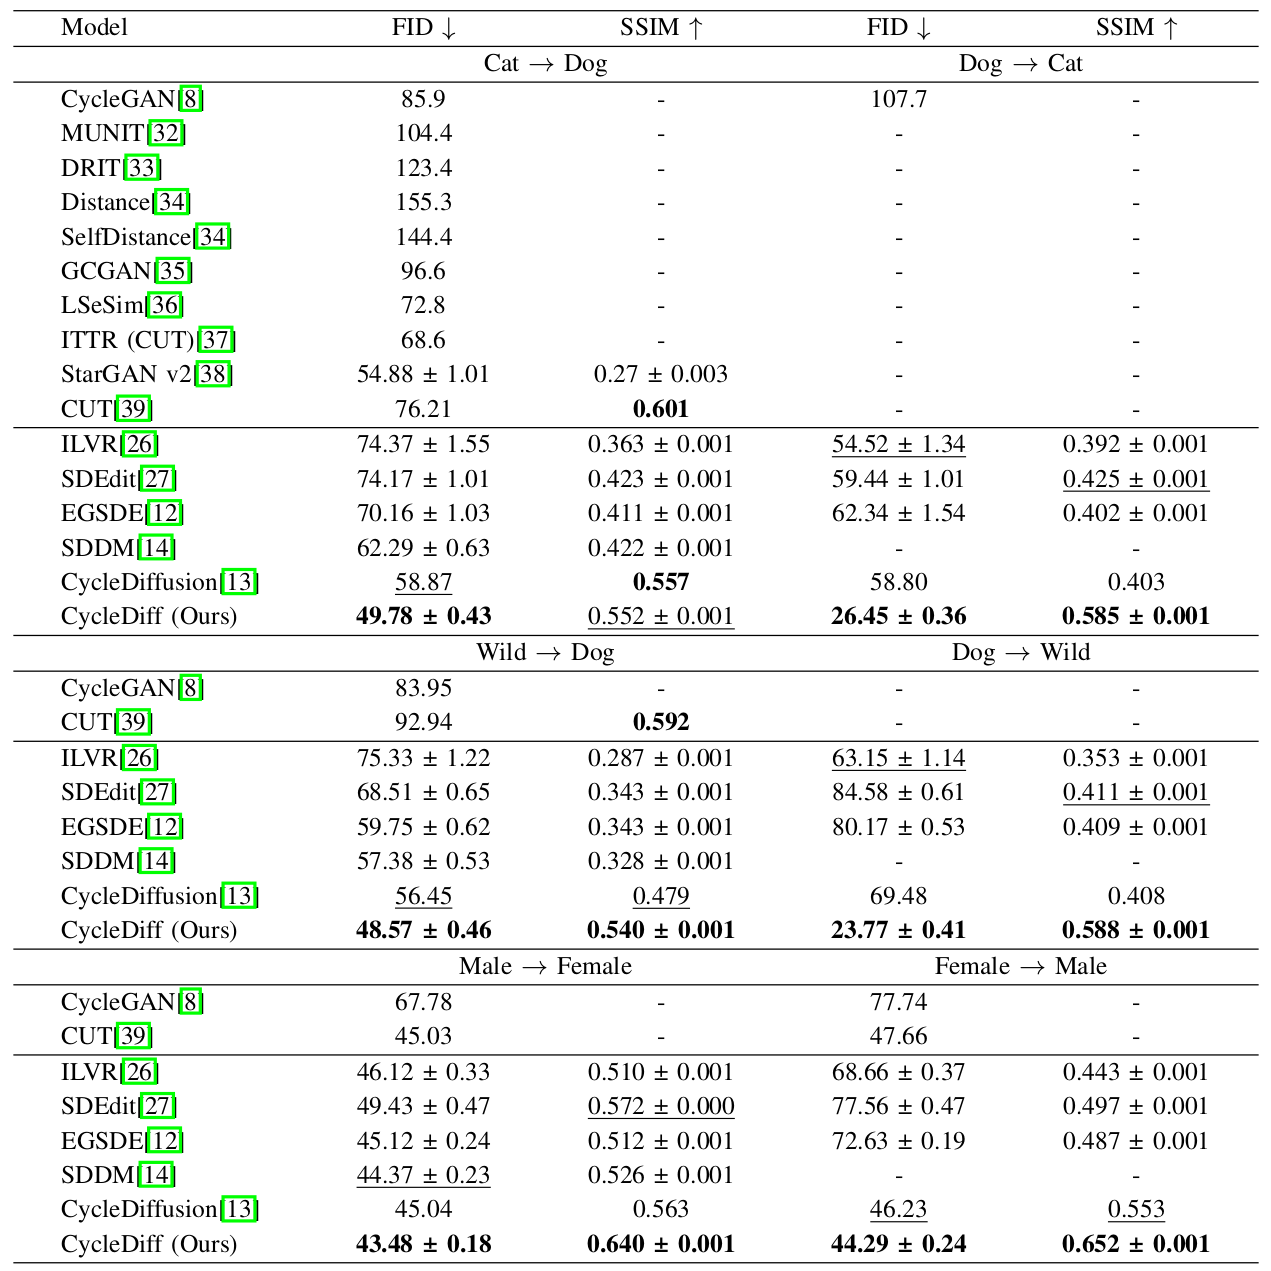 Model FID ↓ SSIM ↑ FID ↓ SSIM ↑
Cat → Dog Dog → Cat
CycleGAN[8] 85.9 - 107.7 -
MUNIT[32] 104.4 - - -
DRIT[33] 123.4 - - -
Distance[34] 155.3 - - -
SelfDistance[34] 144.4 - - -
GCGAN[35] 96.6 - - -
LSeSim[36] 72.8 - - -
ITTR (CUT)[37] 68.6 - - -
StarGAN v2[38] 54.88 ± 1.01 0.27 ± 0.003 - -
CUT[39] 76.21 0.601 - -
ILVR[26] 74.37 ± 1.55 0.363 ± 0.001 54.52 ± 1.34 0.392 ± 0.001
SDEdit[27] 74.17 ± 1.01 0.423 ± 0.001 59.44 ± 1.01 0.425 ± 0.001
EGSDE[12] 70.16 ± 1.03 0.411 ± 0.001 62.34 ± 1.54 0.402 ± 0.001
SDDM[14] 62.29 ± 0.63 0.422 ± 0.001 - -
CycleDiffusion[13] 58.87 0.557 58.80 0.403
CycleDiff (Ours) 49.78 ± 0.43 0.552 ± 0.001 26.45 ± 0.36 0.585 ± 0.001
Wild → Dog Dog → Wild
CycleGAN[8] 83.95 - - -
CUT[39] 92.94 0.592 - -
ILVR[26] 75.33 ± 1.22 0.287 ± 0.001 63.15 ± 1.14 0.353 ± 0.001
SDEdit[27] 68.51 ± 0.65 0.343 ± 0.001 84.58 ± 0.61 0.411 ± 0.001
EGSDE[12] 59.75 ± 0.62 0.343 ± 0.001 80.17 ± 0.53 0.409 ± 0.001
SDDM[14] 57.38 ± 0.53 0.328 ± 0.001 - -
CycleDiffusion[13] 56.45 0.479 69.48 0.408
CycleDiff (Ours) 48.57 ± 0.46 0.540 ± 0.001 23.77 ± 0.41 0.588 ± 0.001
Male → Female Female → Male
CycleGAN[8] 67.78 - 77.74 -
CUT[39] 45.03 - 47.66 -
ILVR[26] 46.12 ± 0.33 0.510 ± 0.001 68.66 ± 0.37 0.443 ± 0.001
SDEdit[27] 49.43 ± 0.47 0.572 ± 0.000 77.56 ± 0.47 0.497 ± 0.001
EGSDE[12] 45.12 ± 0.24 0.512 ± 0.001 72.63 ± 0.19 0.487 ± 0.001
SDDM[14] 44.37 ± 0.23 0.526 ± 0.001 - -
CycleDiffusion[13] 45.04 0.563 46.23 0.553
CycleDiff (Ours) 43.48 ± 0.18 0.640 ± 0.001 44.29 ± 0.24 0.652 ± 0.001